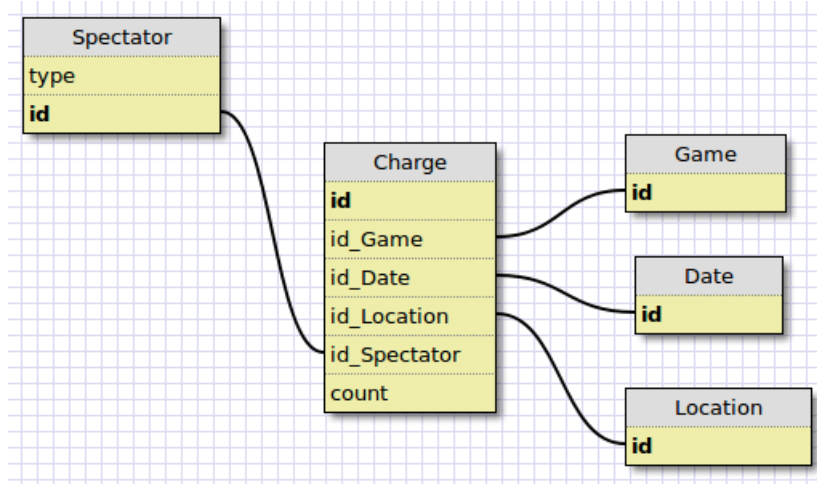 Spectator
type
id
Charge
id
id_Game
id_Date
id_Location
id_Spectator
count
Game
id
Date
id
Location
id